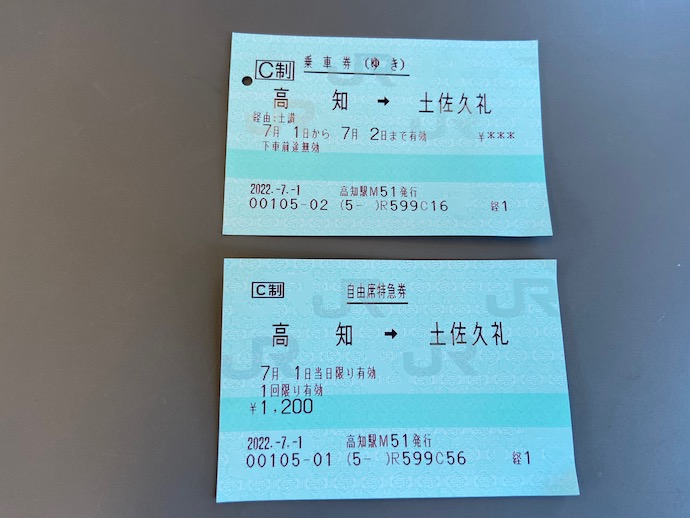 C制 乗車券(ゆき)
高知 → 土佐久礼
経由:土讃
7月 1日から 7月 2日まで有効 ¥***
下車前途無効
2022.-7.-1 高知駅M51発行
00105-02 (5- )R599C16 経1
C制 自由席特急券
高知 → 土佐久礼
7月 1日当日限り有効
1回限り有効
¥1,200
2022.-7.-1 高知駅M51発行
00105-01 (5- )R599C56 経1